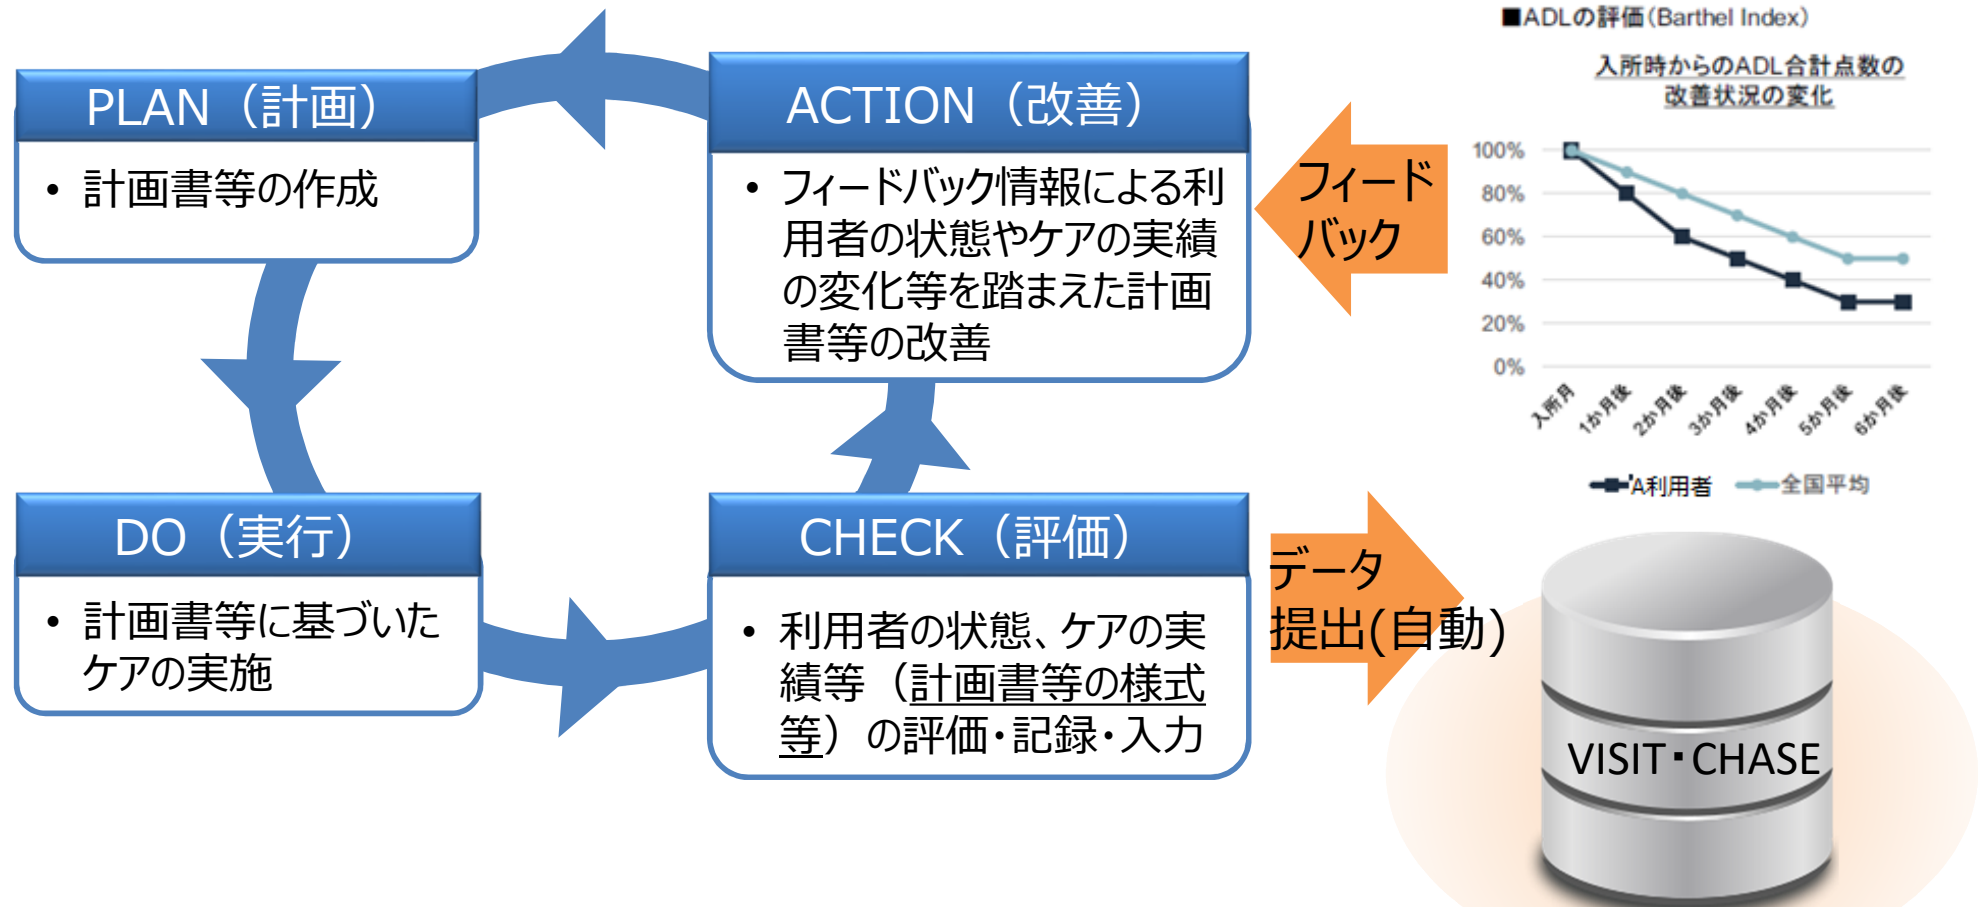 PLAN（計画）
• 計画書等の作成
ACTION（改善）
• フィードバック情報による利
用者の状態やケアの実績
の変化等を踏まえた計画
書等の改善
DO（実行）
• 計画書等に基づいた
ケアの実施
CHECK（評価）
• 利用者の状態、ケアの実
績等（計画書等の様式
等）の評価・記録・入力
フィード
バック
データ
提出(自動)
■ADLの評価（Barthel Index）
入所時からのADL合計点数の
改善状況の変化
100%
80%
60%
40%
20%
0%
入所月
1か月後
2か月後
3か月後
4か月後
5か月後
6か月後
A利用者
全国平均
VISIT・CHASE